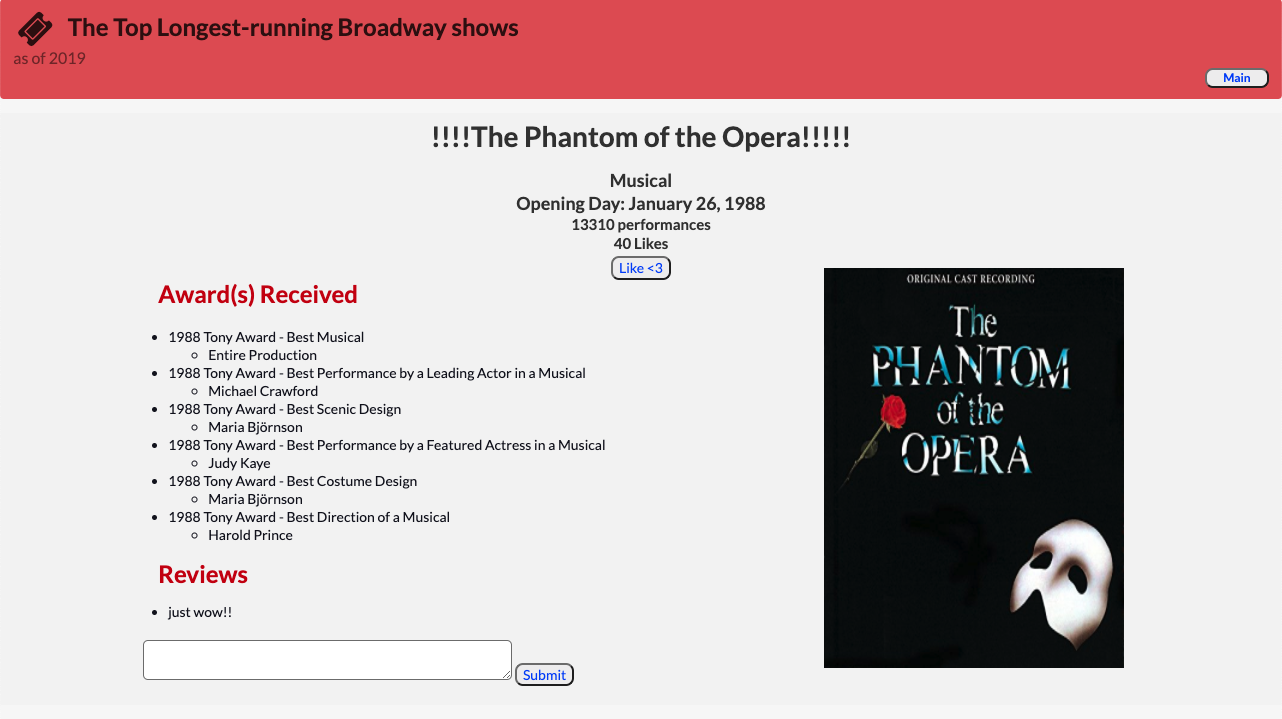 The Top Longest-running Broadway shows
as of 2019
Main
!!!!The Phantom of the Opera!!!!!
Musical
Opening Day: January 26, 1988
13310 performances
40 Likes
Like <3
Award(s) Received
1988 Tony Award - Best Musical
Entire Production
1988 Tony Award - Best Performance by a Leading Actor in a Musical
Michael Crawford
1988 Tony Award - Best Scenic Design
Maria Björnson
1988 Tony Award - Best Performance by a Featured Actress in a Musical
Judy Kaye
1988 Tony Award - Best Costume Design
Maria Björnson
1988 Tony Award - Best Direction of a Musical
Harold Prince
Reviews
just wow!!
Submit
ORIGINAL CAST RECORDING
The
PHANTOM
of the
OPERA